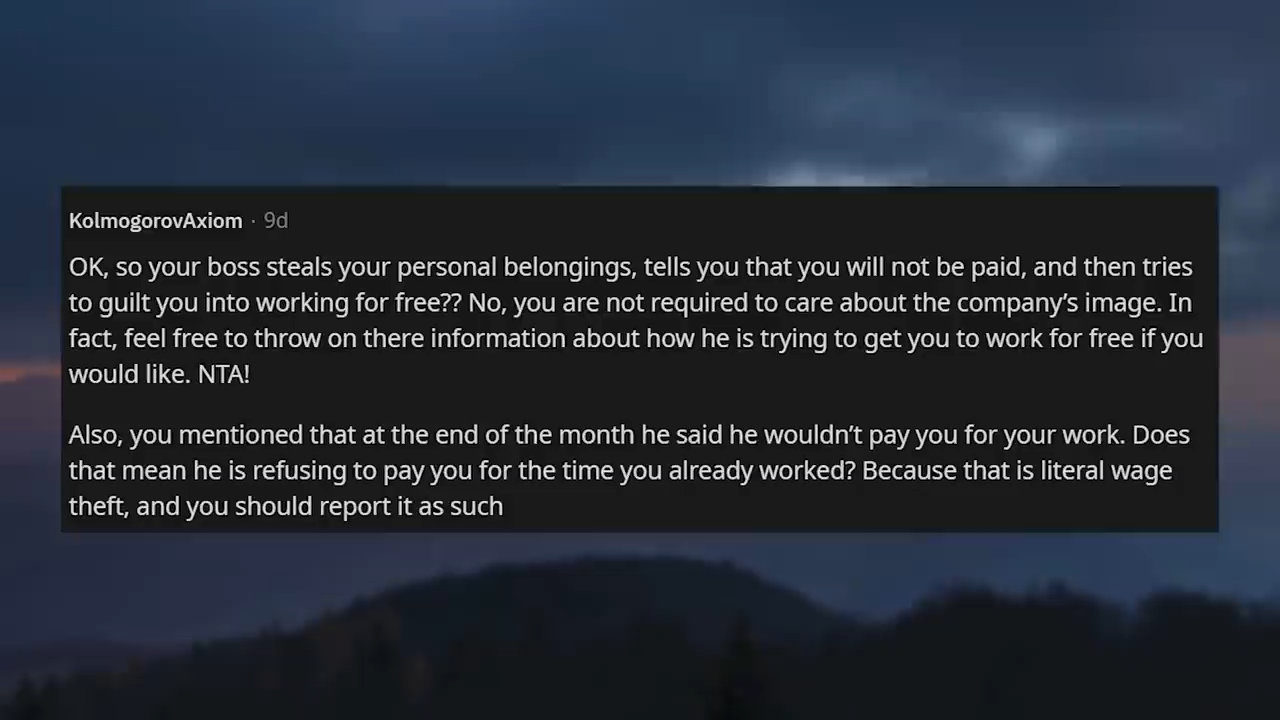 KolmogorovAxiom · 9d
OK, so your boss steals your personal belongings, tells you that you will not be paid, and then tries
to guilt you into working for free?? No, you are not required to care about the company’s image. In
fact, feel free to throw on there information about how he is trying to get you to work for free if you
would like. NTA!
Also, you mentioned that at the end of the month he said he wouldn’t pay you for your work. Does
that mean he is refusing to pay you for the time you already worked? Because that is literal wage
theft, and you should report it as such